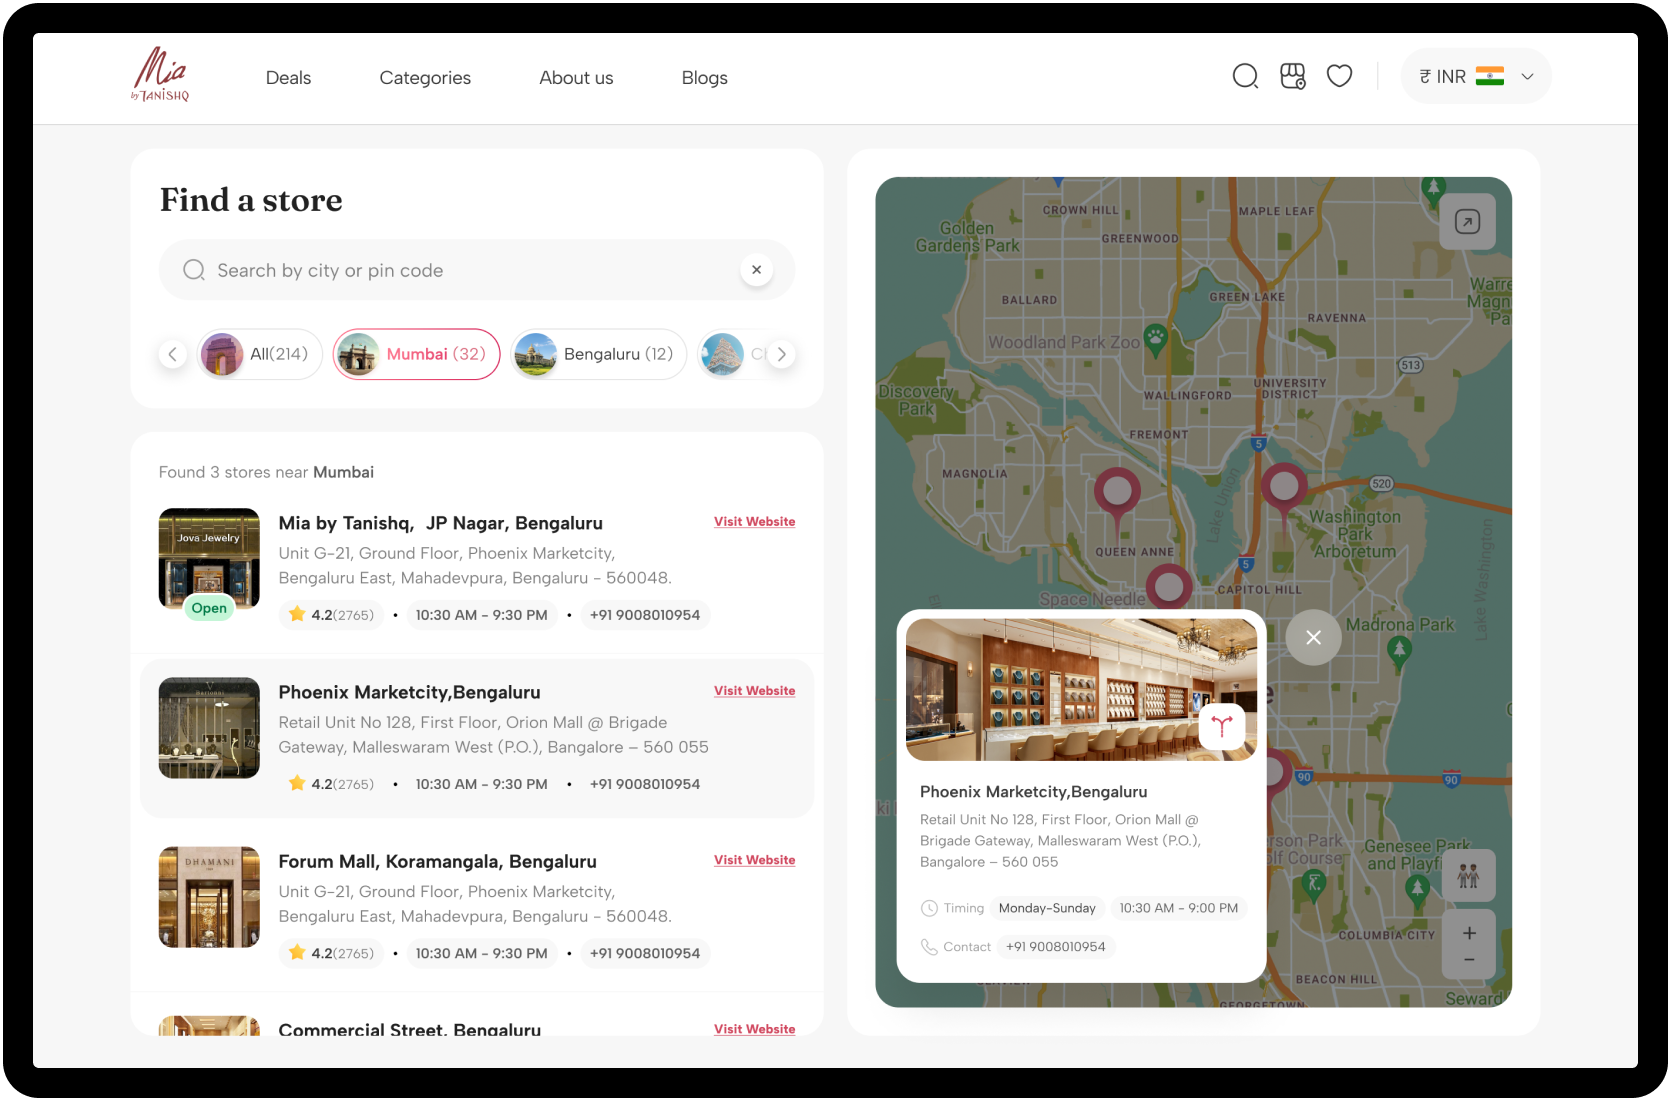 Mia
by TANISHQ
Deals
Categories
About us
Blogs
₹ INR
Find a store
Search by city or pin code
All(214)
Mumbai (32)
Bengaluru (12)
Found 3 stores near Mumbai
Mia by Tanishq,  JP Nagar, Bengaluru
Visit Website
Unit G-21, Ground Floor, Phoenix Marketcity,
Bengaluru East, Mahadevpura, Bengaluru - 560048.
Jova Jewelry
Open
4.2(2765) • 10:30 AM - 9:30 PM • +91 9008010954
Phoenix Marketcity,Bengaluru
Visit Website
Retail Unit No 128, First Floor, Orion Mall @ Brigade
Gateway, Malleswaram West (P.O.), Bangalore – 560 055
4.2(2765) • 10:30 AM - 9:30 PM • +91 9008010954
DHAMANI
Forum Mall, Koramangala, Bengaluru
Visit Website
Unit G-21, Ground Floor, Phoenix Marketcity,
Bengaluru East, Mahadevpura, Bengaluru - 560048.
4.2(2765) • 10:30 AM - 9:30 PM • +91 9008010954
Commercial Street, Bengaluru
Visit Website
CROWN HILL
MAPLE LEAF
Golden
Gardens Park
GREENWOOD
BALLARD
GREEN LAKE
RAVENNA
Woodland Park Zoo
513
Discovery
Park
WALLINGFORD
UNIVERSITY
DISTRICT
FREMONT
5
MAGNOLIA
520
Lake Union
Washington
Park
Arboretum
QUEEN ANNE
5
Lake Washington
Space Needle
CAPITOL HILL
Madrona Park
90
90
Genesee Park
and Playf
COLUMBIA CITY
BEACON HILL
GEORGETOWN
Seward
+
−
Phoenix Marketcity,Bengaluru
Retail Unit No 128, First Floor, Orion Mall @
Brigade Gateway, Malleswaram West (P.O.),
Bangalore – 560 055
Timing Monday-Sunday 10:30 AM - 9:00 PM
Contact +91 9008010954